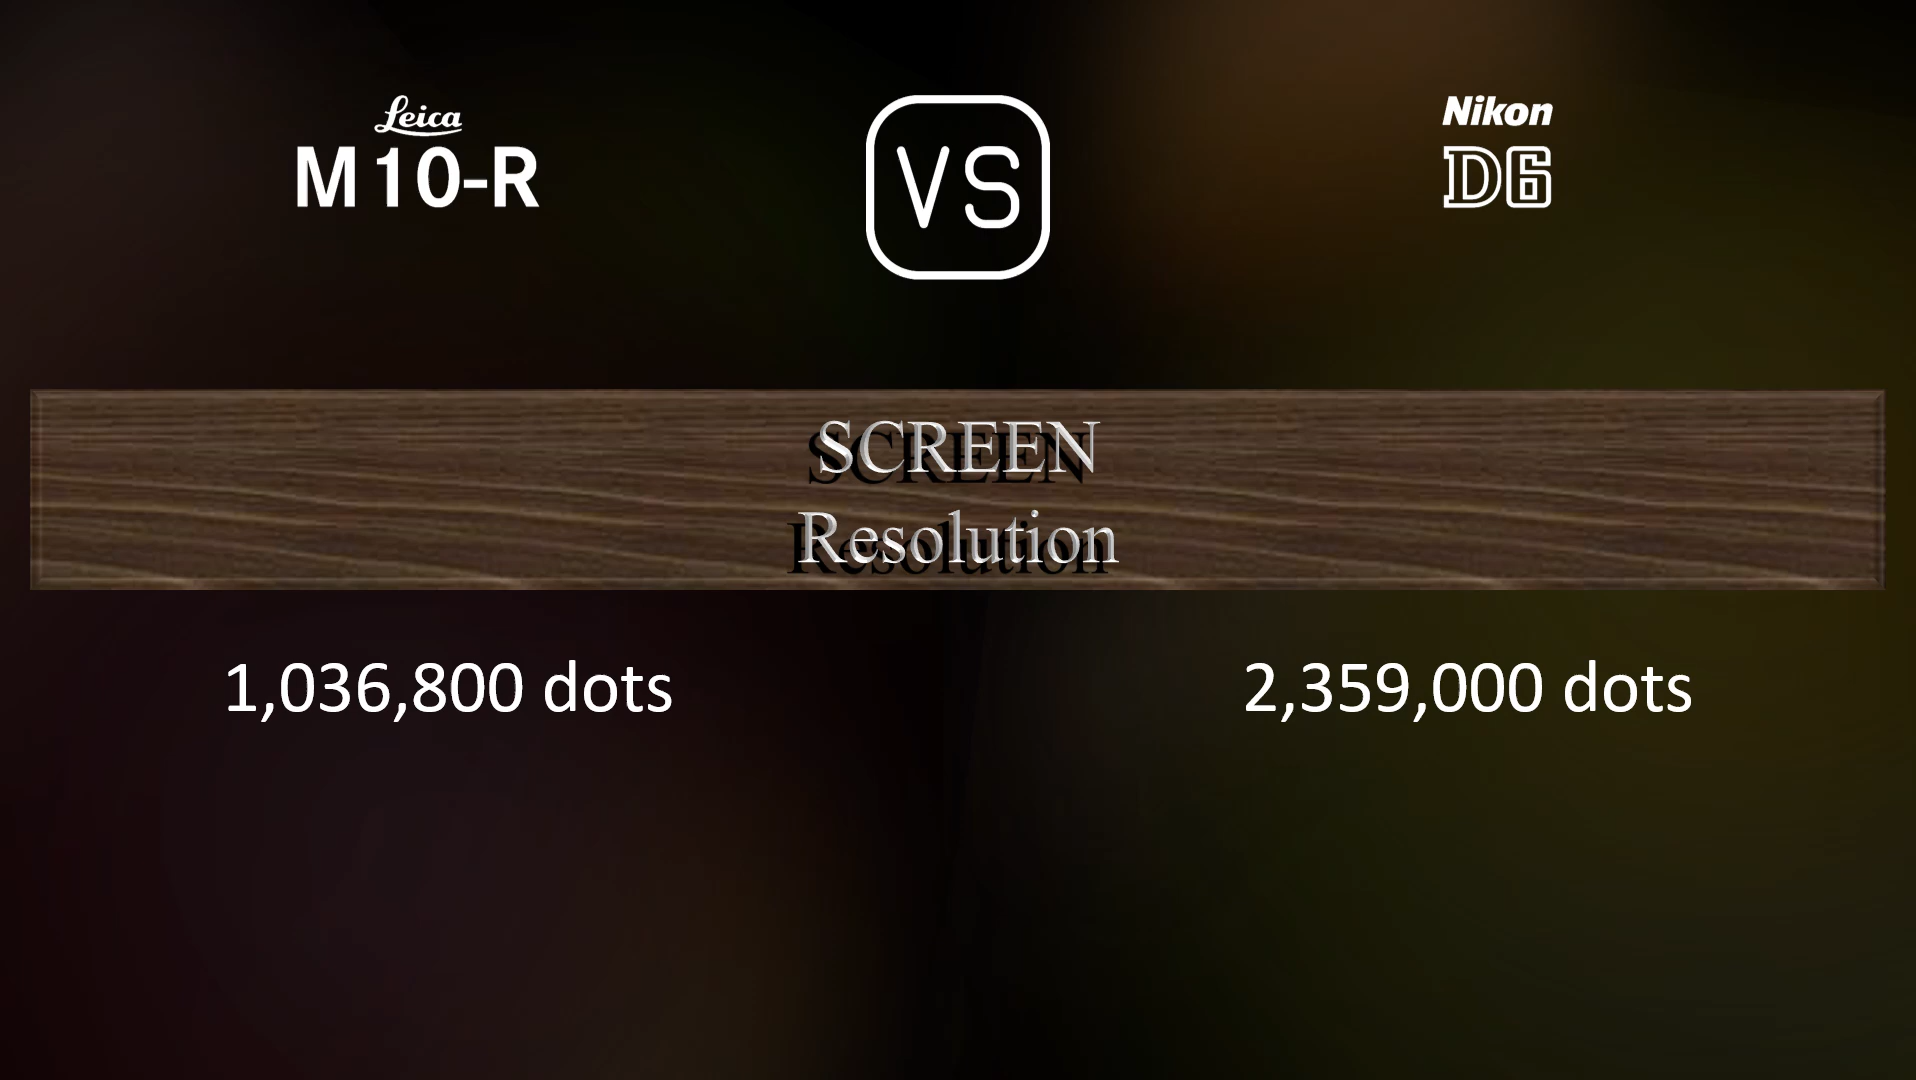 Leica
M10-R
VS
Nikon
D6
SCREEN
Resolution
1,036,800 dots
2,359,000 dots